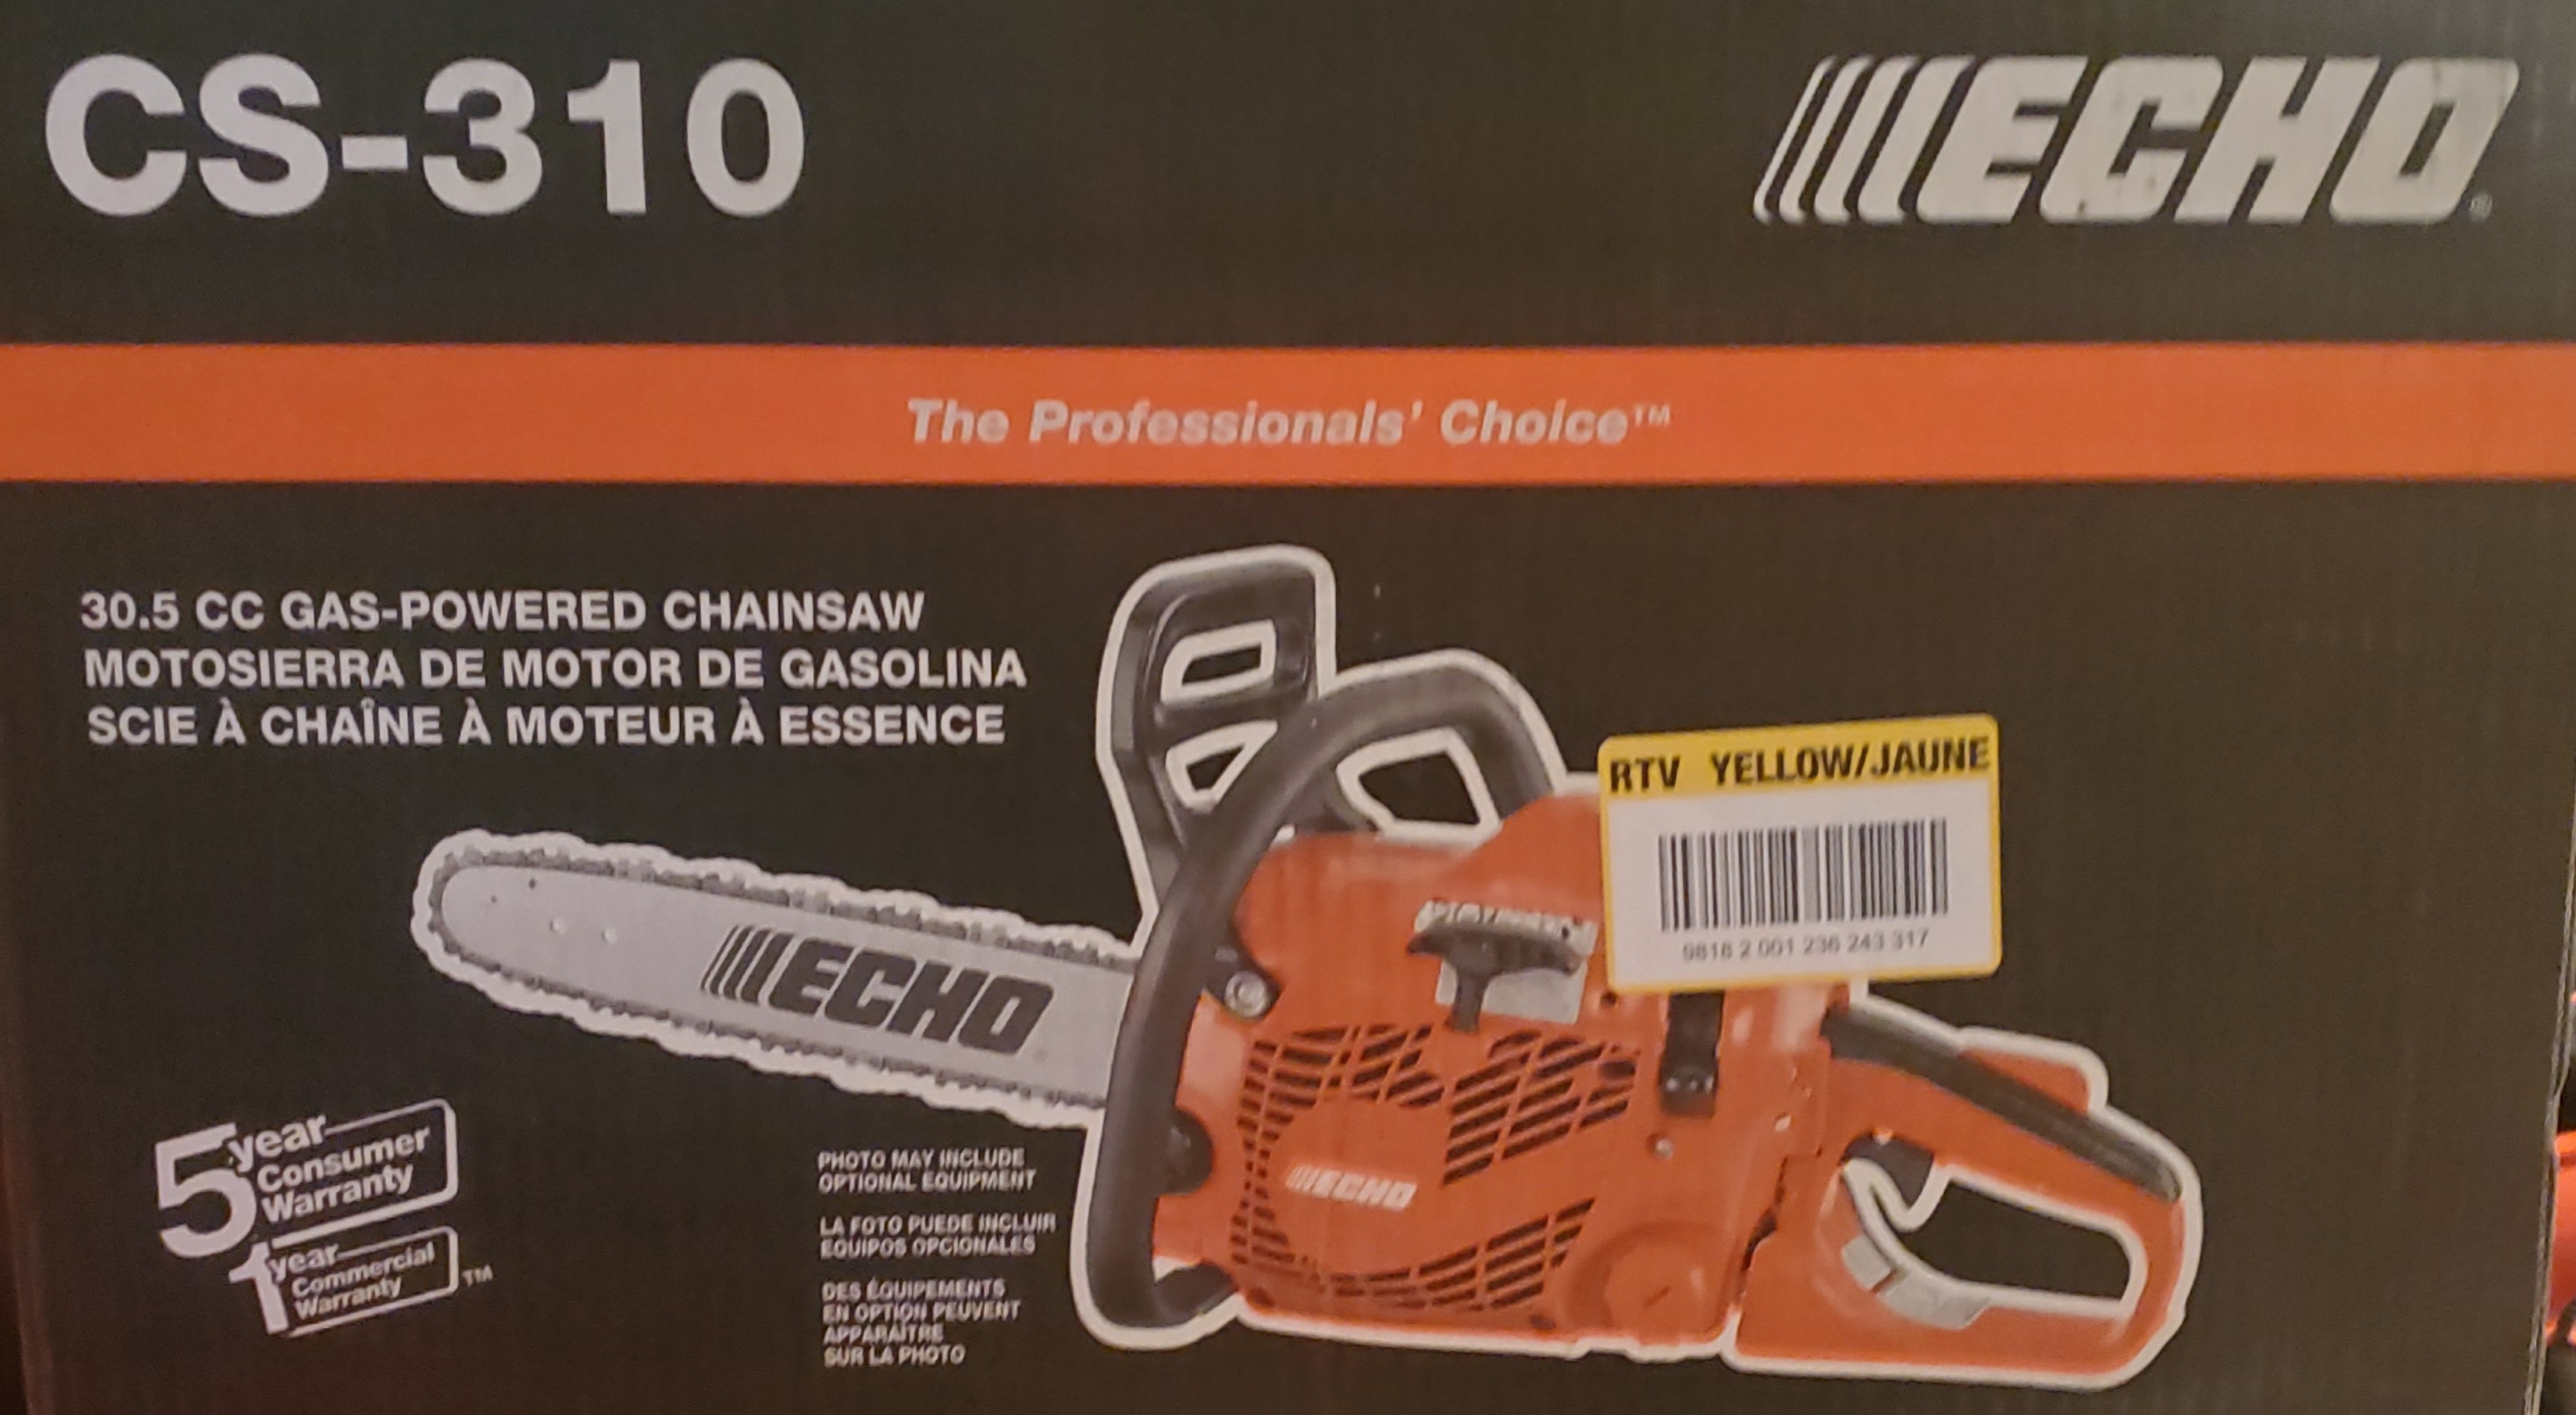 CS-310
ECHO
The Professionals' Choice™
30.5 CC GAS-POWERED CHAINSAW
MOTOSIERRA DE MOTOR DE GASOLINA
SCIE À CHAÎNE À MOTEUR À ESSENCE
RTV YELLOW/JAUNE
9818 2 001 236 243 317
ECHO
ECHO
5 year
Consumer
Warranty
1 year
Commercial
Warranty
TM
PHOTO MAY INCLUDE
OPTIONAL EQUIPMENT
LA FOTO PUEDE INCLUIR
EQUIPOS OPCIONALES
DES ÉQUIPEMENTS
EN OPTION PEUVENT
APPARAÎTRE
SUR LA PHOTO